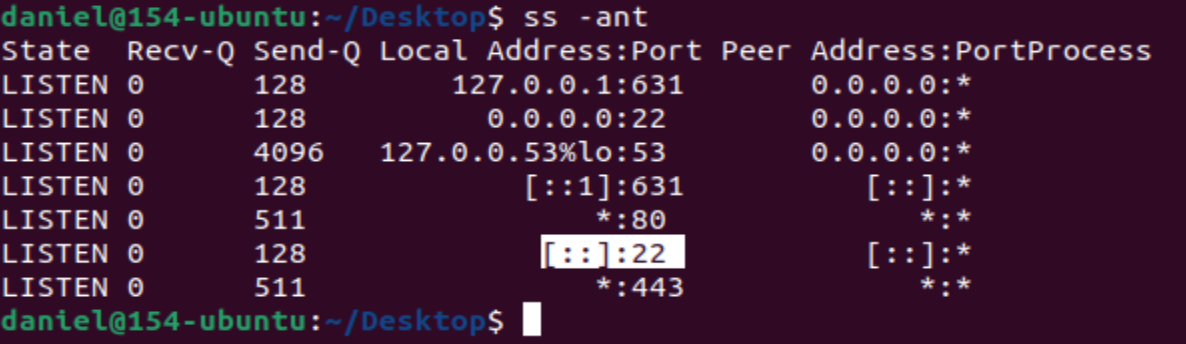 daniel@154-ubuntu:~/Desktop$ ss -ant
State Recv-Q Send-Q Local Address:Port Peer Address:PortProcess
LISTEN 0 128 127.0.0.1:631 0.0.0.0:*
LISTEN 0 128 0.0.0.0:22 0.0.0.0:*
LISTEN 0 4096 127.0.0.53%lo:53 0.0.0.0:*
LISTEN 0 128 [::1]:631 [::]:*
LISTEN 0 511 *:80 *:*
LISTEN 0 128 [::]:22 [::]:*
LISTEN 0 511 *:443 *:*
daniel@154-ubuntu:~/Desktop$